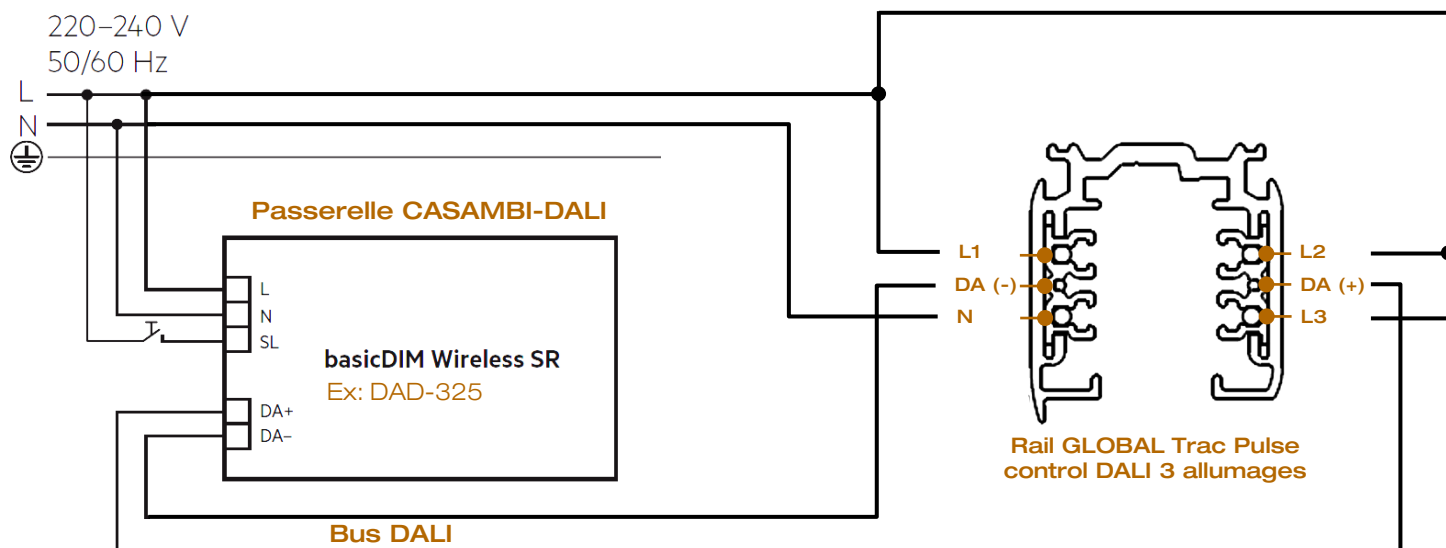 220–240 V
50/60 Hz
L
N
Passerelle CASAMBI-DALI
L
N
SL
basicDIM Wireless SR
Ex: DAD-325
DA+
DA–
Bus DALI
L1
DA (-)
N
L2
DA (+)
L3
Rail GLOBAL Trac Pulse
control DALI 3 allumages